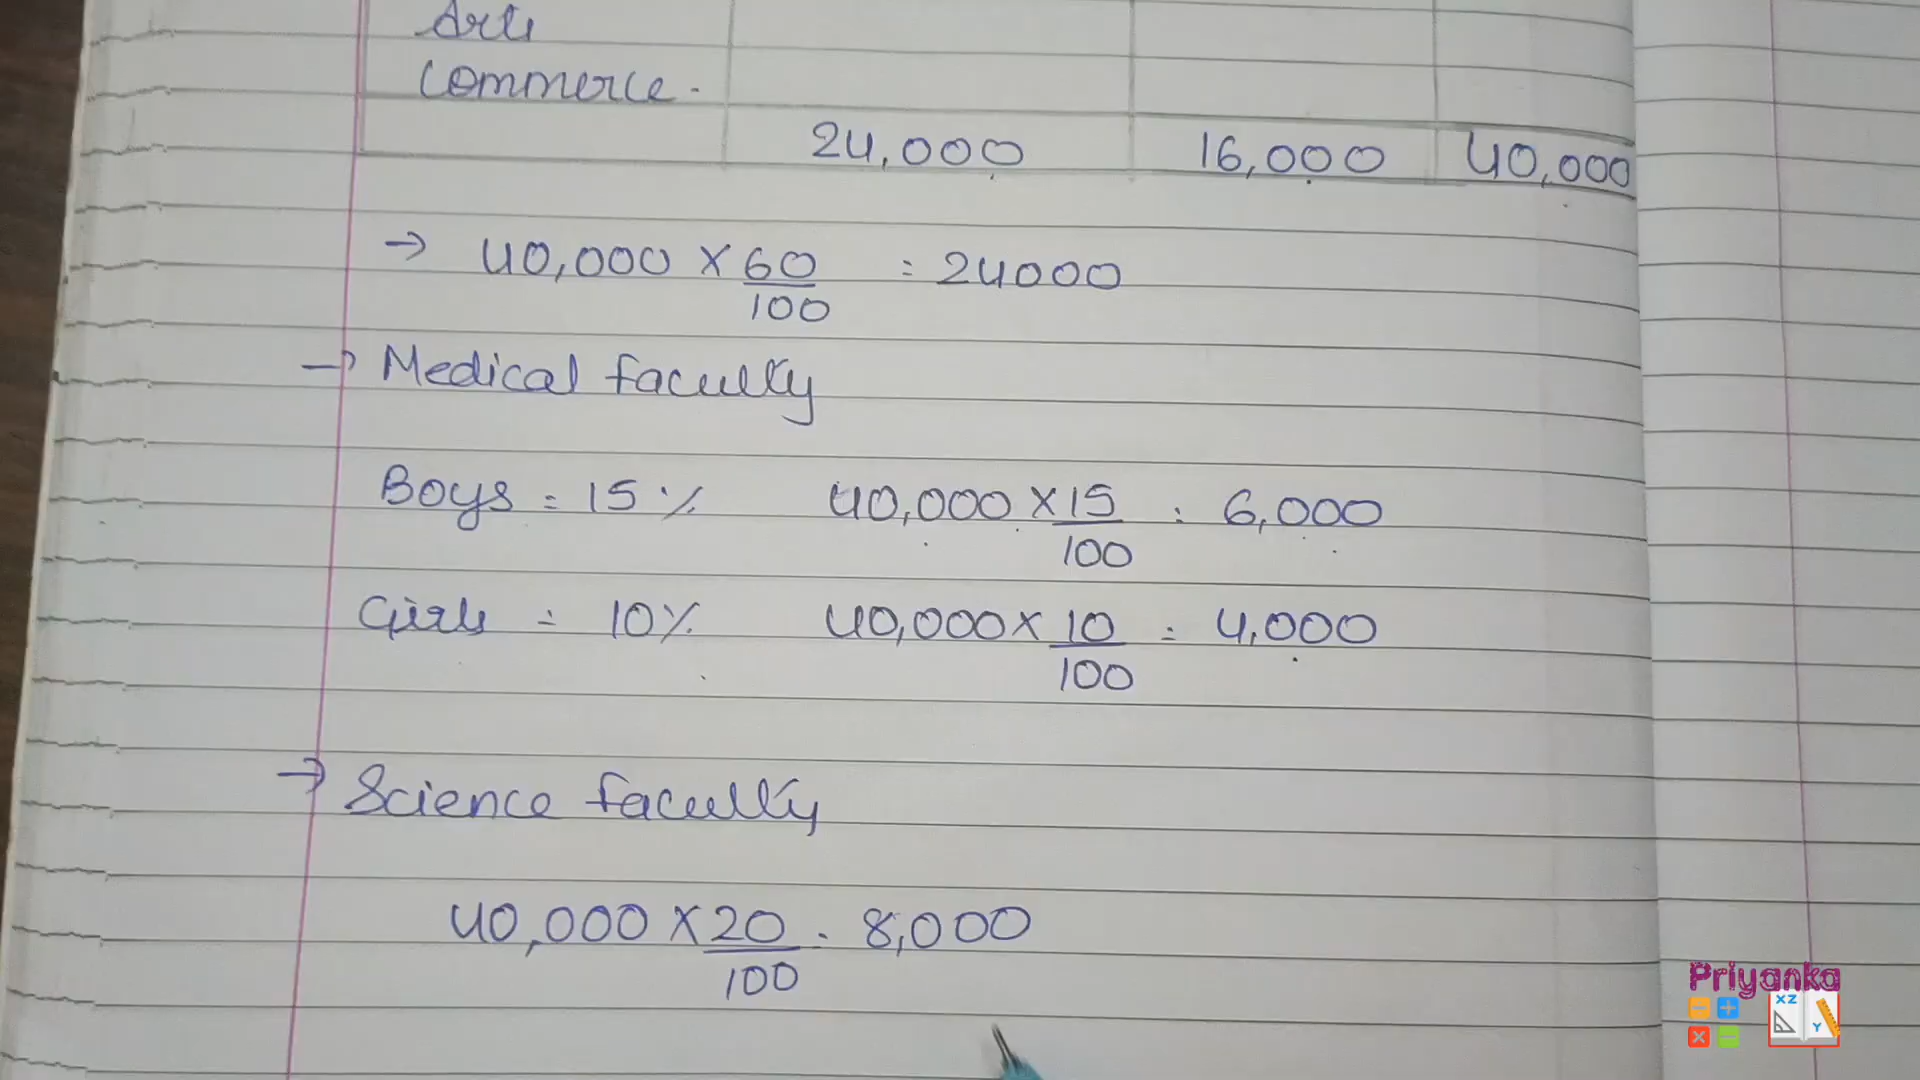 Arts
Commerce.
24,000 16,000 40,000
→ 40,000 × 60/100 = 24000
→ Medical faculty
Boys = 15% 40,000 × 15/100 = 6,000
Girls = 10% 40,000 × 10/100 = 4,000
→ Science faculty
40,000 × 20/100 = 8,000
Priyanka
XZ
Y